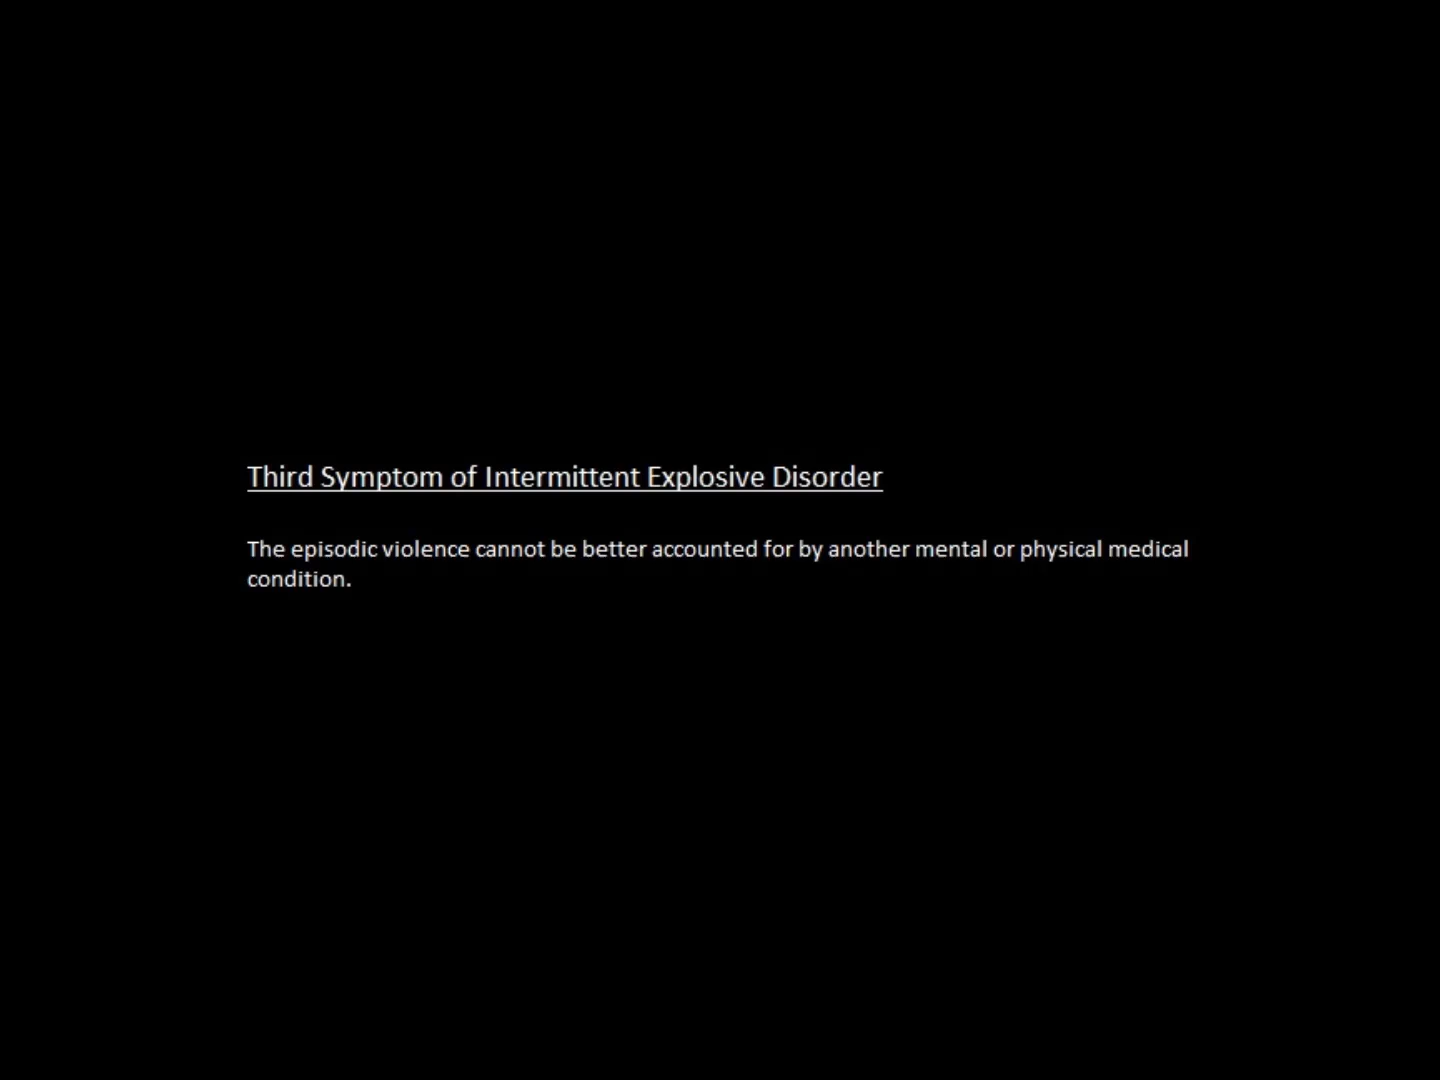 Third Symptom of Intermittent Explosive Disorder
The episodic violence cannot be better accounted for by another mental or physical medical
condition.